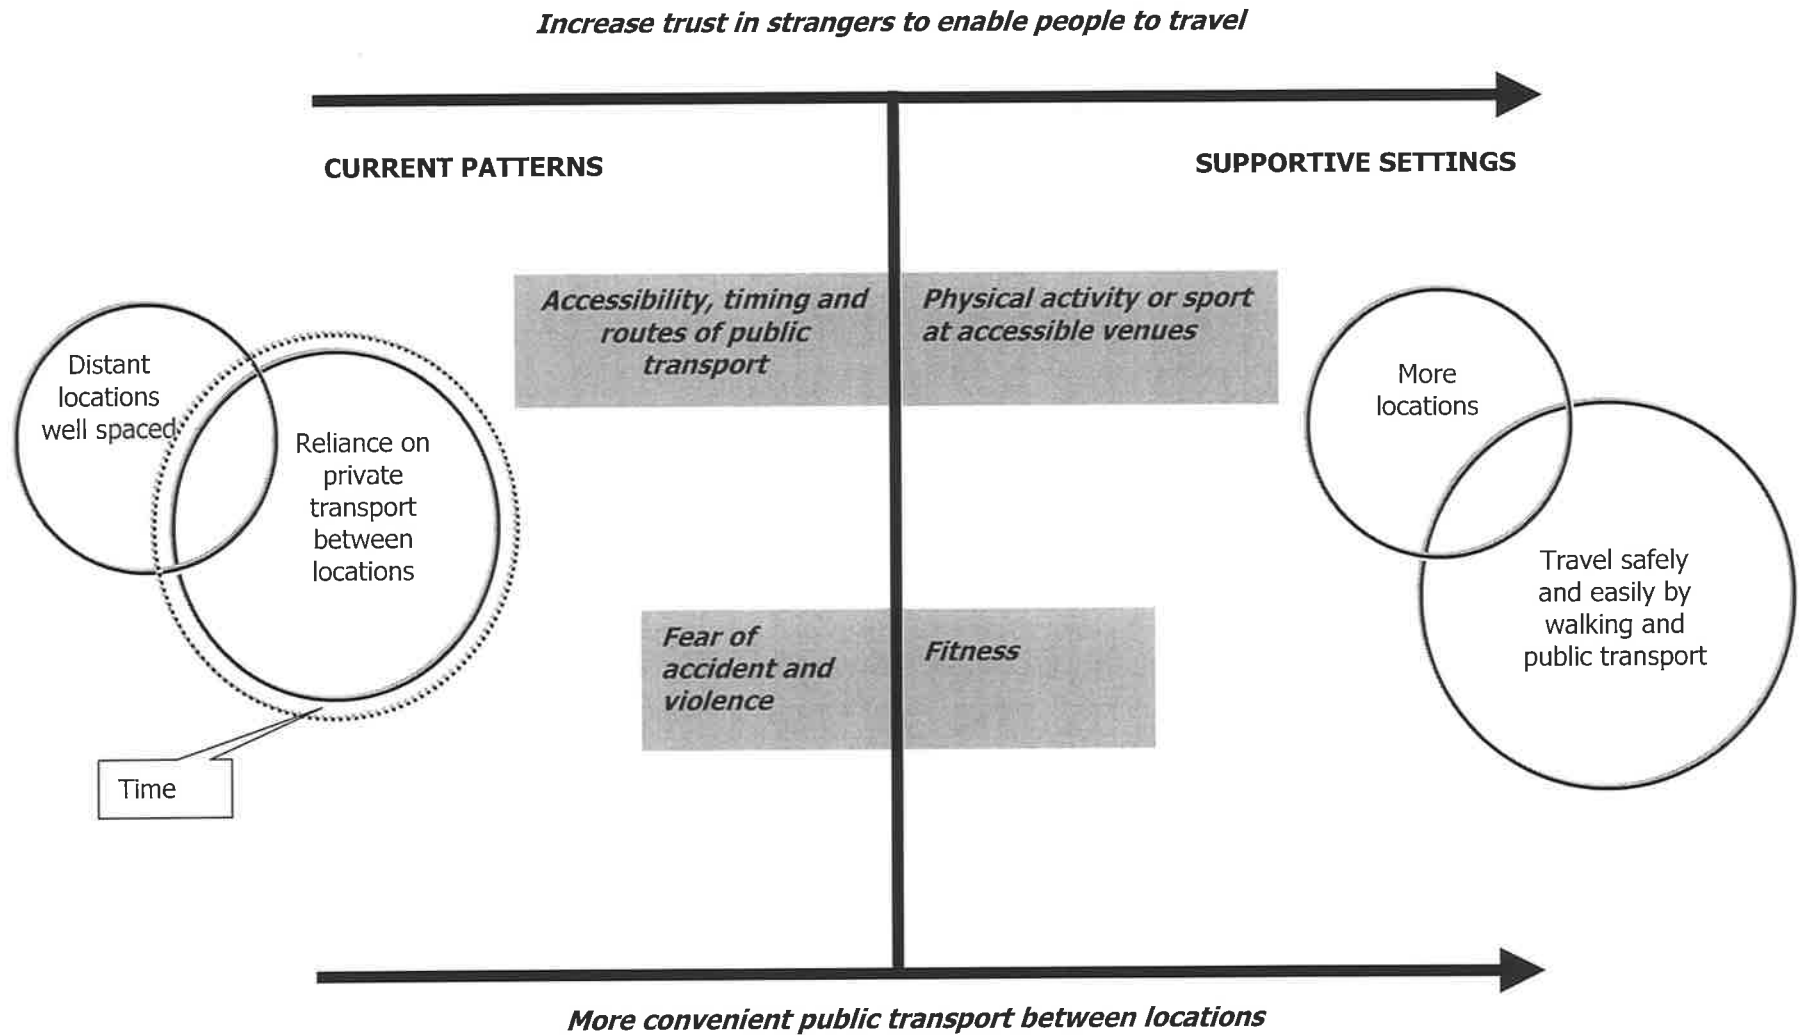 Increase trust in strangers to enable people to travel
CURRENT PATTERNS
SUPPORTIVE SETTINGS
Accessibility, timing and
routes of public
transport
Physical activity or sport
at accessible venues
Distant
locations
well spaced
Reliance on
private
transport
between
locations
More
locations
Travel safely
and easily by
walking and
public transport
Fear of
accident and
violence
Fitness
Time
More convenient public transport between locations